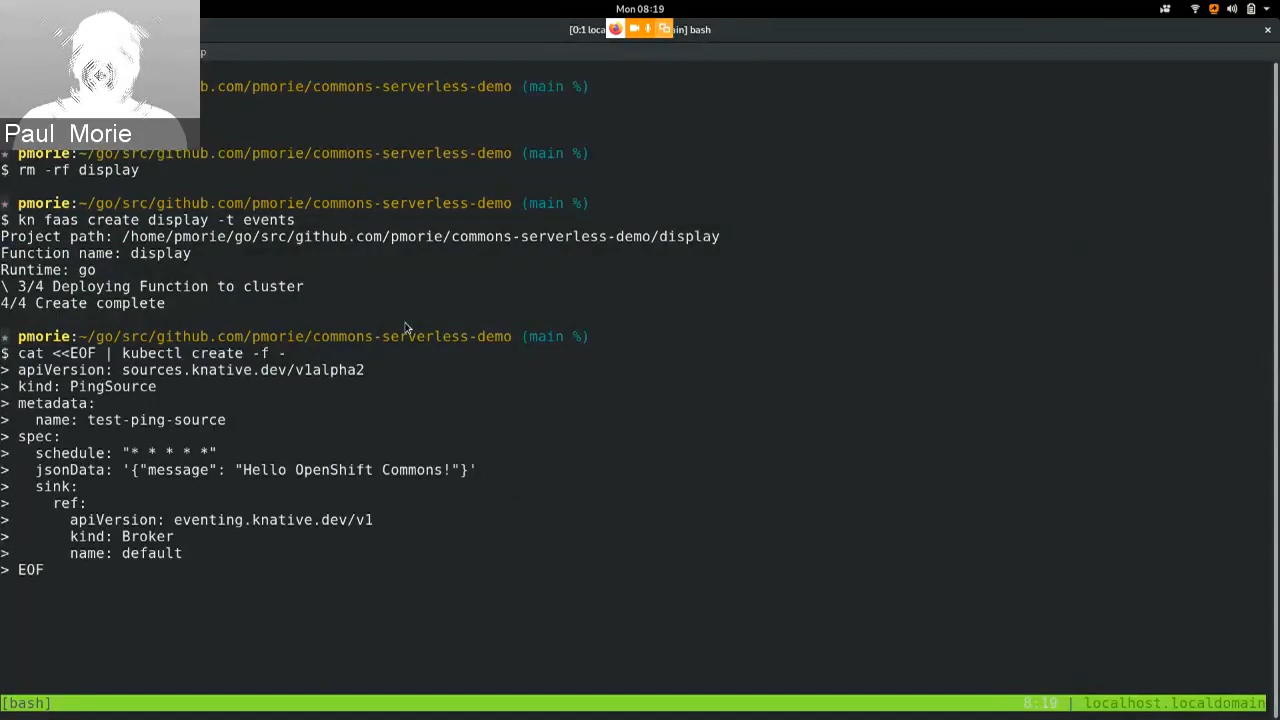 Mon 08:19
[0:1 loca ain] bash
p
b.com/pmorie/commons-serverless-demo (main %)
Paul Morie
★ pmorie:~/go/src/github.com/pmorie/commons-serverless-demo (main %)
$ rm -rf display
★ pmorie:~/go/src/github.com/pmorie/commons-serverless-demo (main %)
$ kn faas create display -t events
Project path: /home/pmorie/go/src/github.com/pmorie/commons-serverless-demo/display
Function name: display
Runtime: go
\ 3/4 Deploying Function to cluster
4/4 Create complete
★ pmorie:~/go/src/github.com/pmorie/commons-serverless-demo (main %)
$ cat <<EOF | kubectl create -f -
> apiVersion: sources.knative.dev/v1alpha2
> kind: PingSource
> metadata:
>   name: test-ping-source
> spec:
>   schedule: "* * * * *"
>   jsonData: '{"message": "Hello OpenShift Commons!"}'
>   sink:
>     ref:
>       apiVersion: eventing.knative.dev/v1
>       kind: Broker
>       name: default
> EOF
[bash] 8:19 | localhost.localdomain